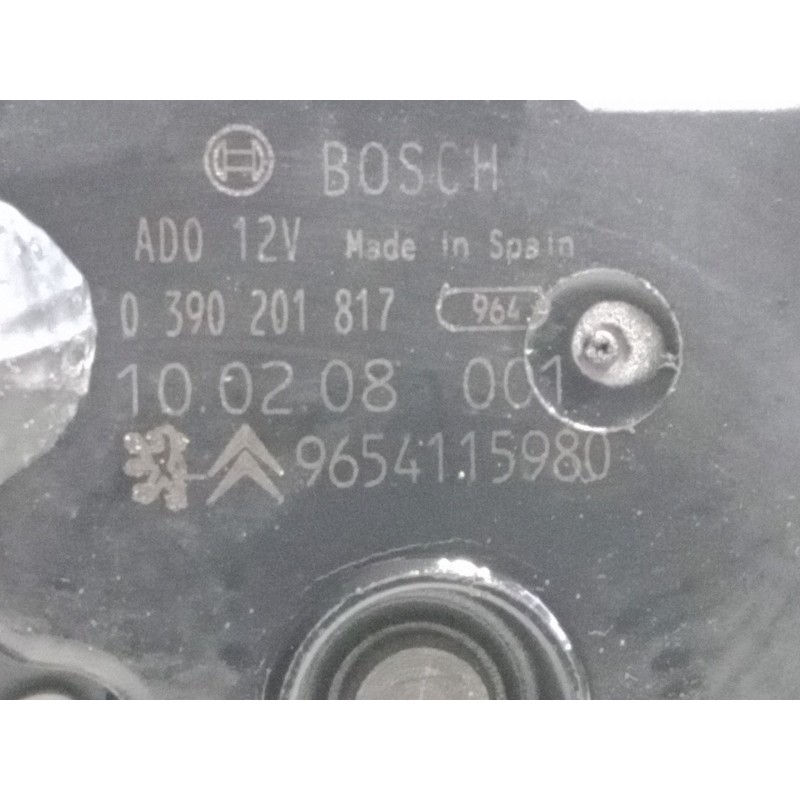 BOSCH
ADO 12V Made in Spain
0 390 201 817 964
10.02.08 001
9654115980